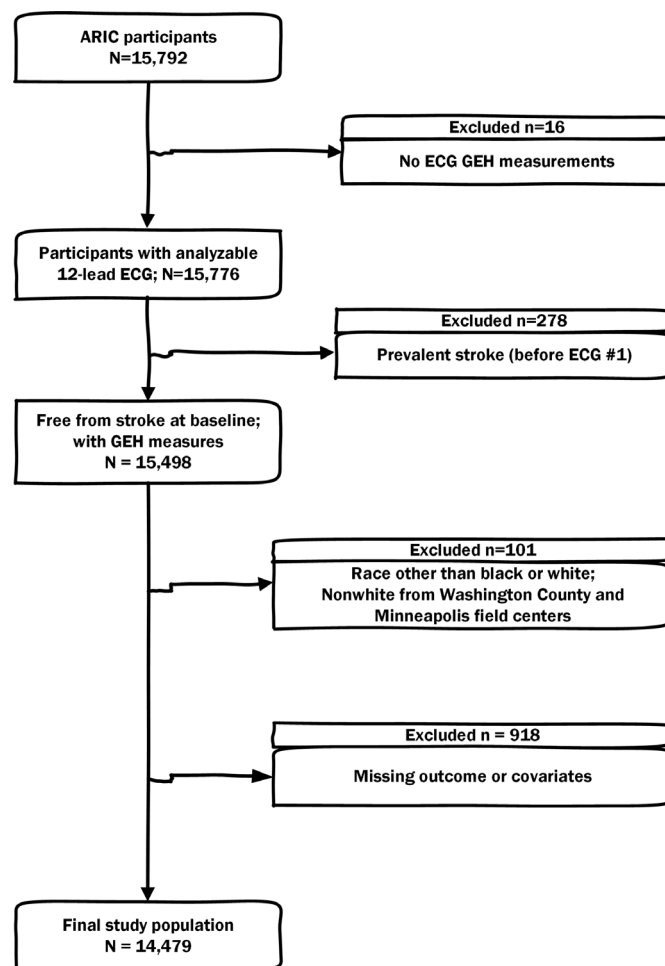 ARIC participants
N=15,792
Excluded n=16
No ECG GEH measurements
Participants with analyzable
12-lead ECG; N=15,776
Excluded n=278
Prevalent stroke (before ECG #1)
Free from stroke at baseline;
with GEH measures
N = 15,498
Excluded n=101
Race other than black or white;
Nonwhite from Washington County and
Minneapolis field centers
Excluded n = 918
Missing outcome or covariates
Final study population
N = 14,479